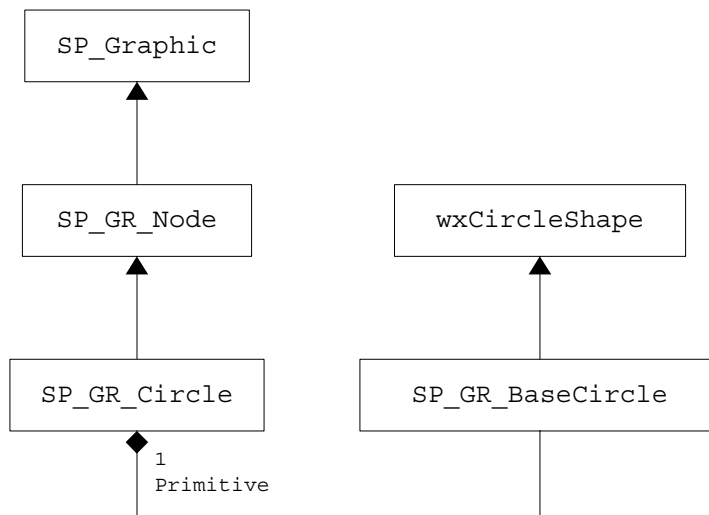 SP_Graphic
SP_GR_Node
wxCircleShape
SP_GR_Circle
SP_GR_BaseCircle
1
Primitive